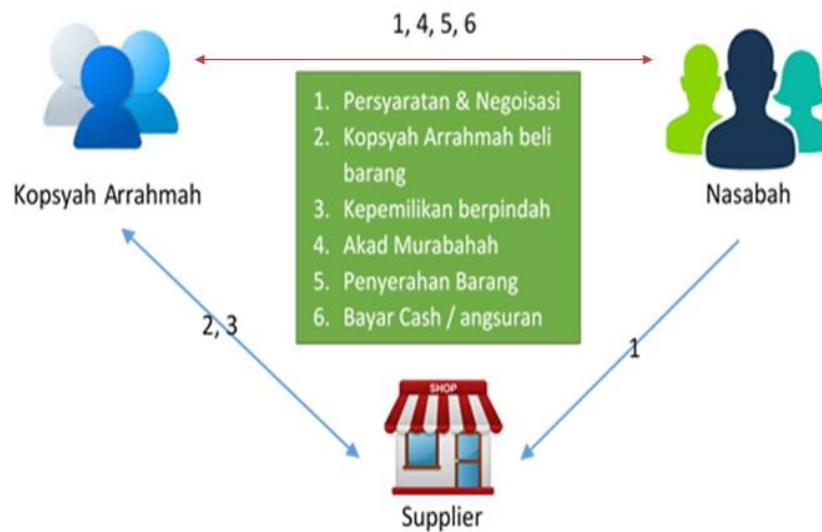 1, 4, 5, 6
1. Persyaratan & Negoisasi
2. Kopsyah Arrahmah beli
barang
3. Kepemilikan berpindah
4. Akad Murabahah
5. Penyerahan Barang
6. Bayar Cash / angsuran
Kopsyah Arrahmah
Nasabah
2, 3
1
SHOP
Supplier